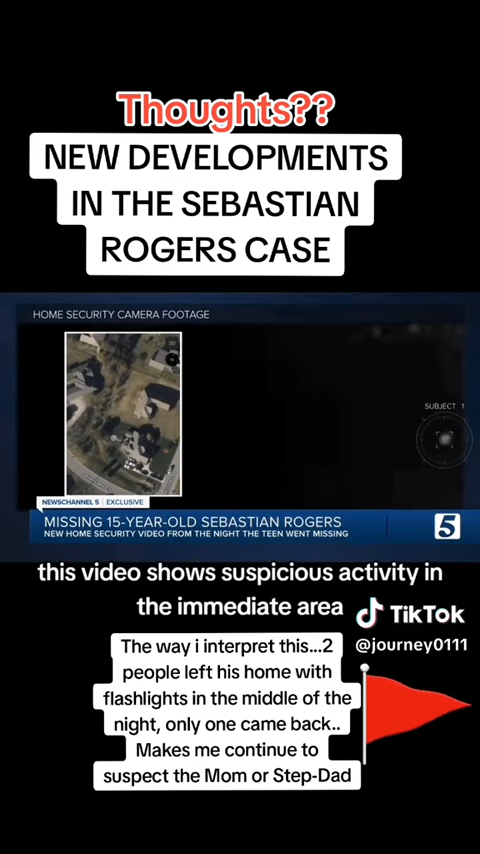 Thoughts??
NEW DEVELOPMENTS
IN THE SEBASTIAN
ROGERS CASE
HOME SECURITY CAMERA FOOTAGE
SUBJECT 1
NEWSCHANNEL 5 EXCLUSIVE
MISSING 15-YEAR-OLD SEBASTIAN ROGERS
NEW HOME SECURITY VIDEO FROM THE NIGHT THE TEEN WENT MISSING
5
this video shows suspicious activity in
the immediate area
TikTok
@journey0111
The way i interpret this...2
people left his home with
flashlights in the middle of the
night, only one came back..
Makes me continue to
suspect the Mom or Step-Dad